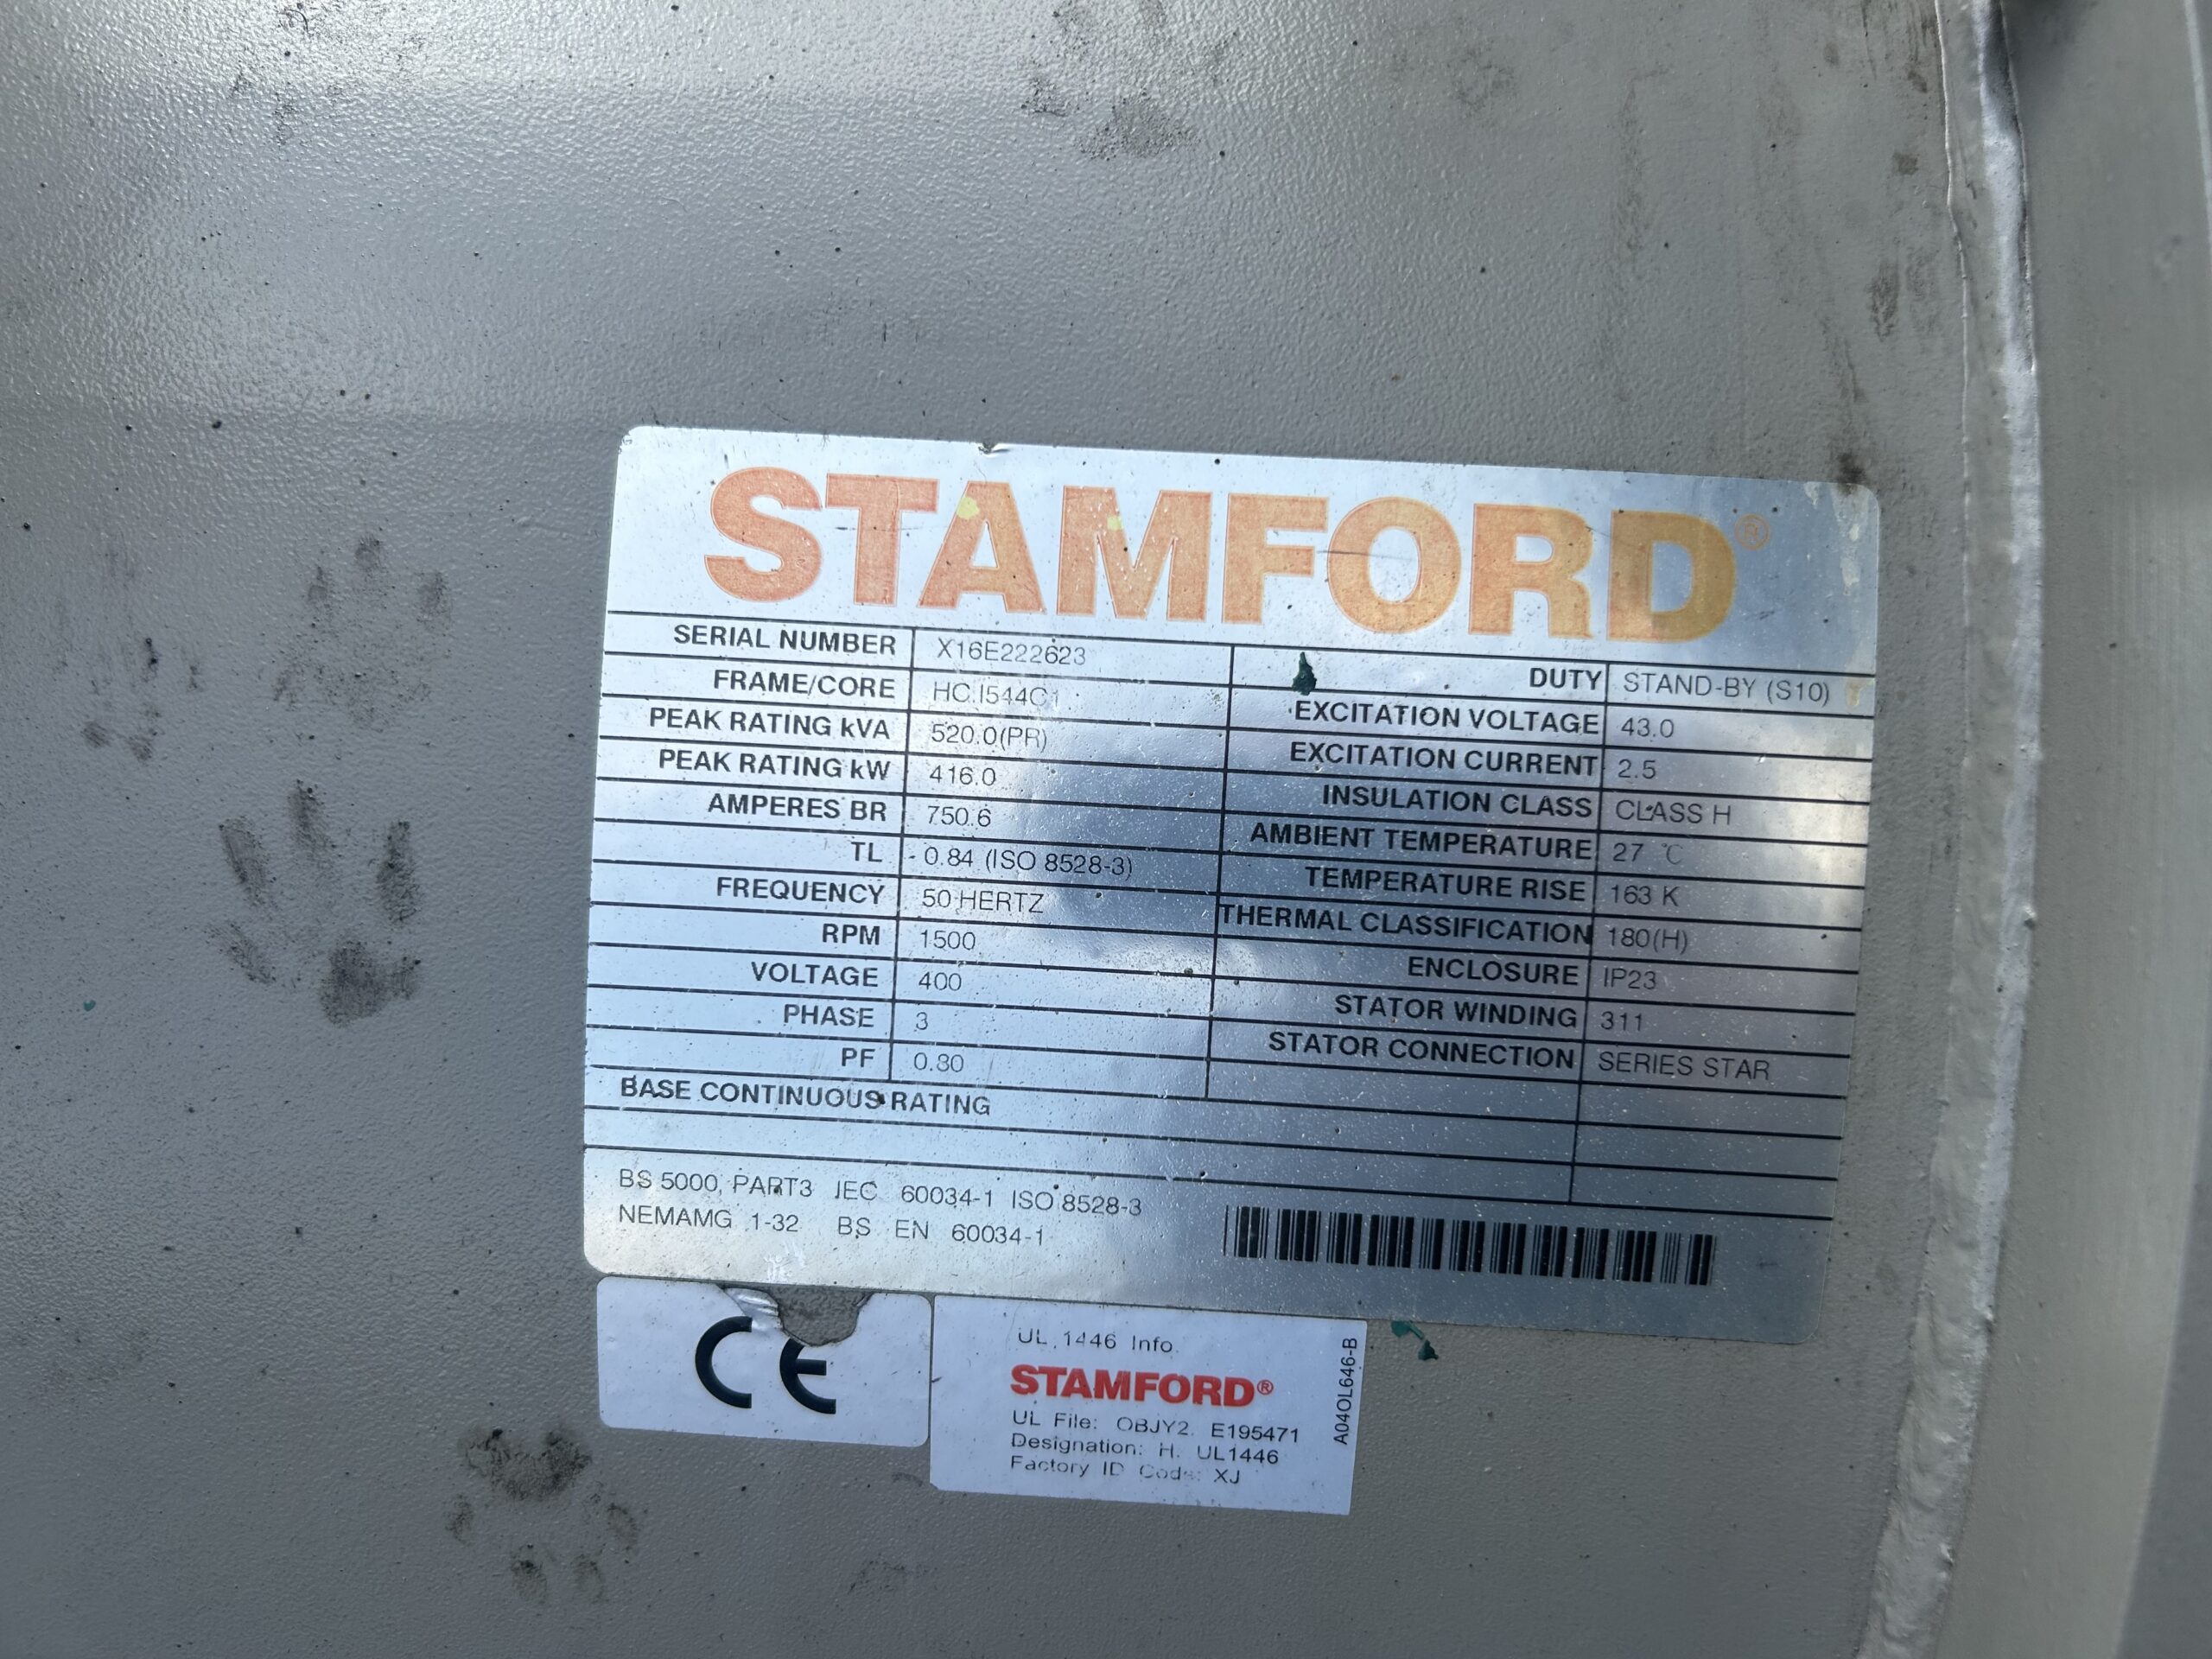 STAMFORD®
SERIAL NUMBER X16E222623
FRAME/CORE HC.I544C1
PEAK RATING kVA 520.0(PR)
PEAK RATING kW 416.0
AMPERES BR 750.6
TL 0.84 (ISO 8528-3)
FREQUENCY 50 HERTZ
RPM 1500
VOLTAGE 400
PHASE 3
PF 0.80
BASE CONTINUOUS RATING
DUTY STAND-BY (S10)
EXCITATION VOLTAGE 43.0
EXCITATION CURRENT 2.5
INSULATION CLASS CLASS H
AMBIENT TEMPERATURE 27 ℃
TEMPERATURE RISE 163 K
THERMAL CLASSIFICATION 180(H)
ENCLOSURE IP23
STATOR WINDING 311
STATOR CONNECTION SERIES STAR
BS 5000, PART3 IEC 60034-1 ISO 8528-3
NEMAMG 1-32 BS EN 60034-1
CE
UL 1446 Info.
STAMFORD®
UL File: OBJY2. E195471
Designation: H. UL1446
Factory ID Code: XJ
A04OL646-B